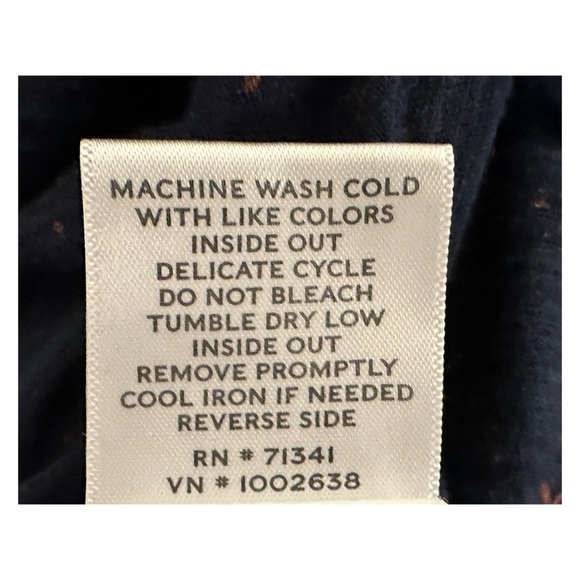 MACHINE WASH COLD
WITH LIKE COLORS
INSIDE OUT
DELICATE CYCLE
DO NOT BLEACH
TUMBLE DRY LOW
INSIDE OUT
REMOVE PROMPTLY
COOL IRON IF NEEDED
REVERSE SIDE
RN # 71341
VN # 1002638